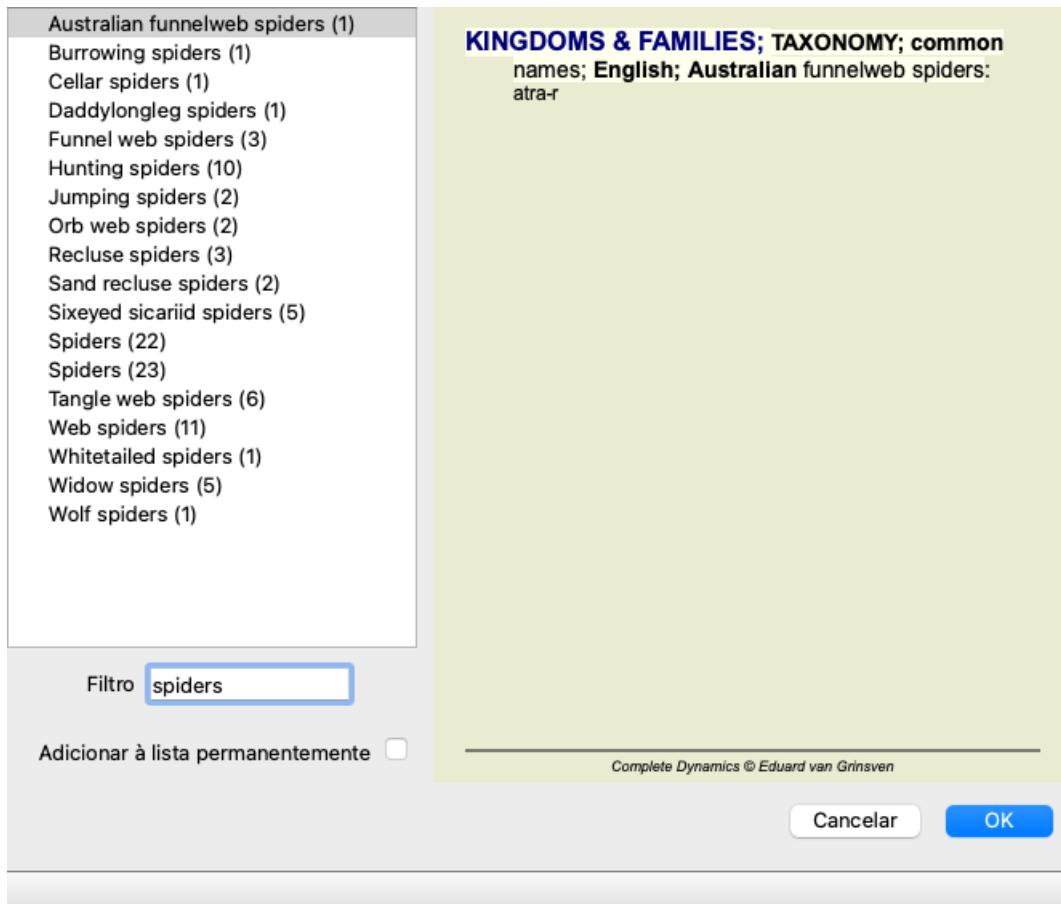 Australian funnelweb spiders (1)
Burrowing spiders (1)
Cellar spiders (1)
Daddylongleg spiders (1)
Funnel web spiders (3)
Hunting spiders (10)
Jumping spiders (2)
Orb web spiders (2)
Recluse spiders (3)
Sand recluse spiders (2)
Sixeyed sicariid spiders (5)
Spiders (22)
Spiders (23)
Tangle web spiders (6)
Web spiders (11)
Whitetailed spiders (1)
Widow spiders (5)
Wolf spiders (1)
Filtro spiders
Adicionar à lista permanentemente
KINGDOMS & FAMILIES; TAXONOMY; common
names; English; Australian funnelweb spiders:
atra-r
Complete Dynamics © Eduard van Grinsven
Cancelar OK